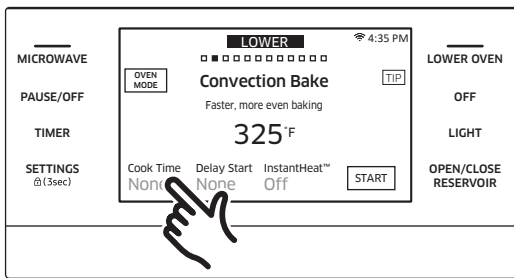 MICROWAVE
PAUSE/OFF
TIMER
SETTINGS
(3sec)
LOWER
4:35 PM
OVEN
MODE
Convection Bake
TIP
Faster, more even baking
325°F
Cook Time Delay Start InstantHeat™
None None Off
START
LOWER OVEN
OFF
LIGHT
OPEN/CLOSE
RESERVOIR